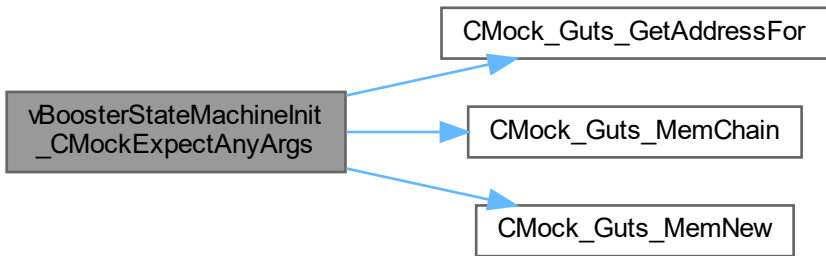 vBoosterStateMachineInit
_CMockExpectAnyArgs
CMock_Guts_GetAddressFor
CMock_Guts_MemChain
CMock_Guts_MemNew